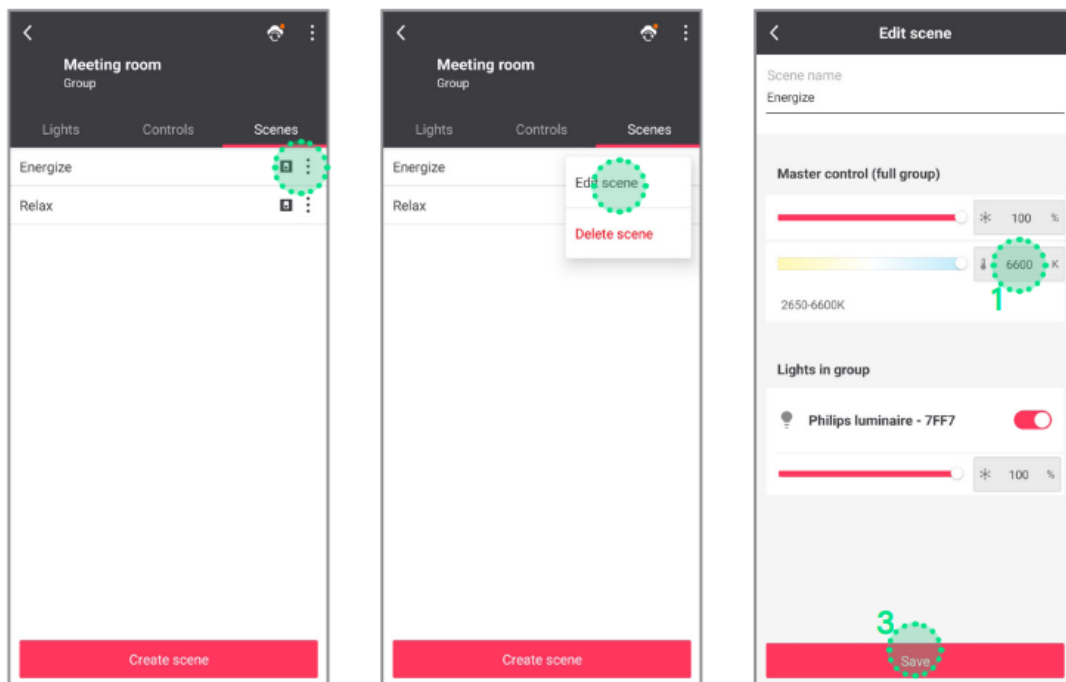 Meeting room
Group
Lights Controls Scenes
Energize
Relax
Create scene
Meeting room
Group
Lights Controls Scenes
Energize
Edit scene
Relax
Delete scene
Create scene
Edit scene
Scene name
Energize
Master control (full group)
100 %
6600 K
1
2650-6600K
Lights in group
Philips luminaire - 7FF7
100 %
3
Save